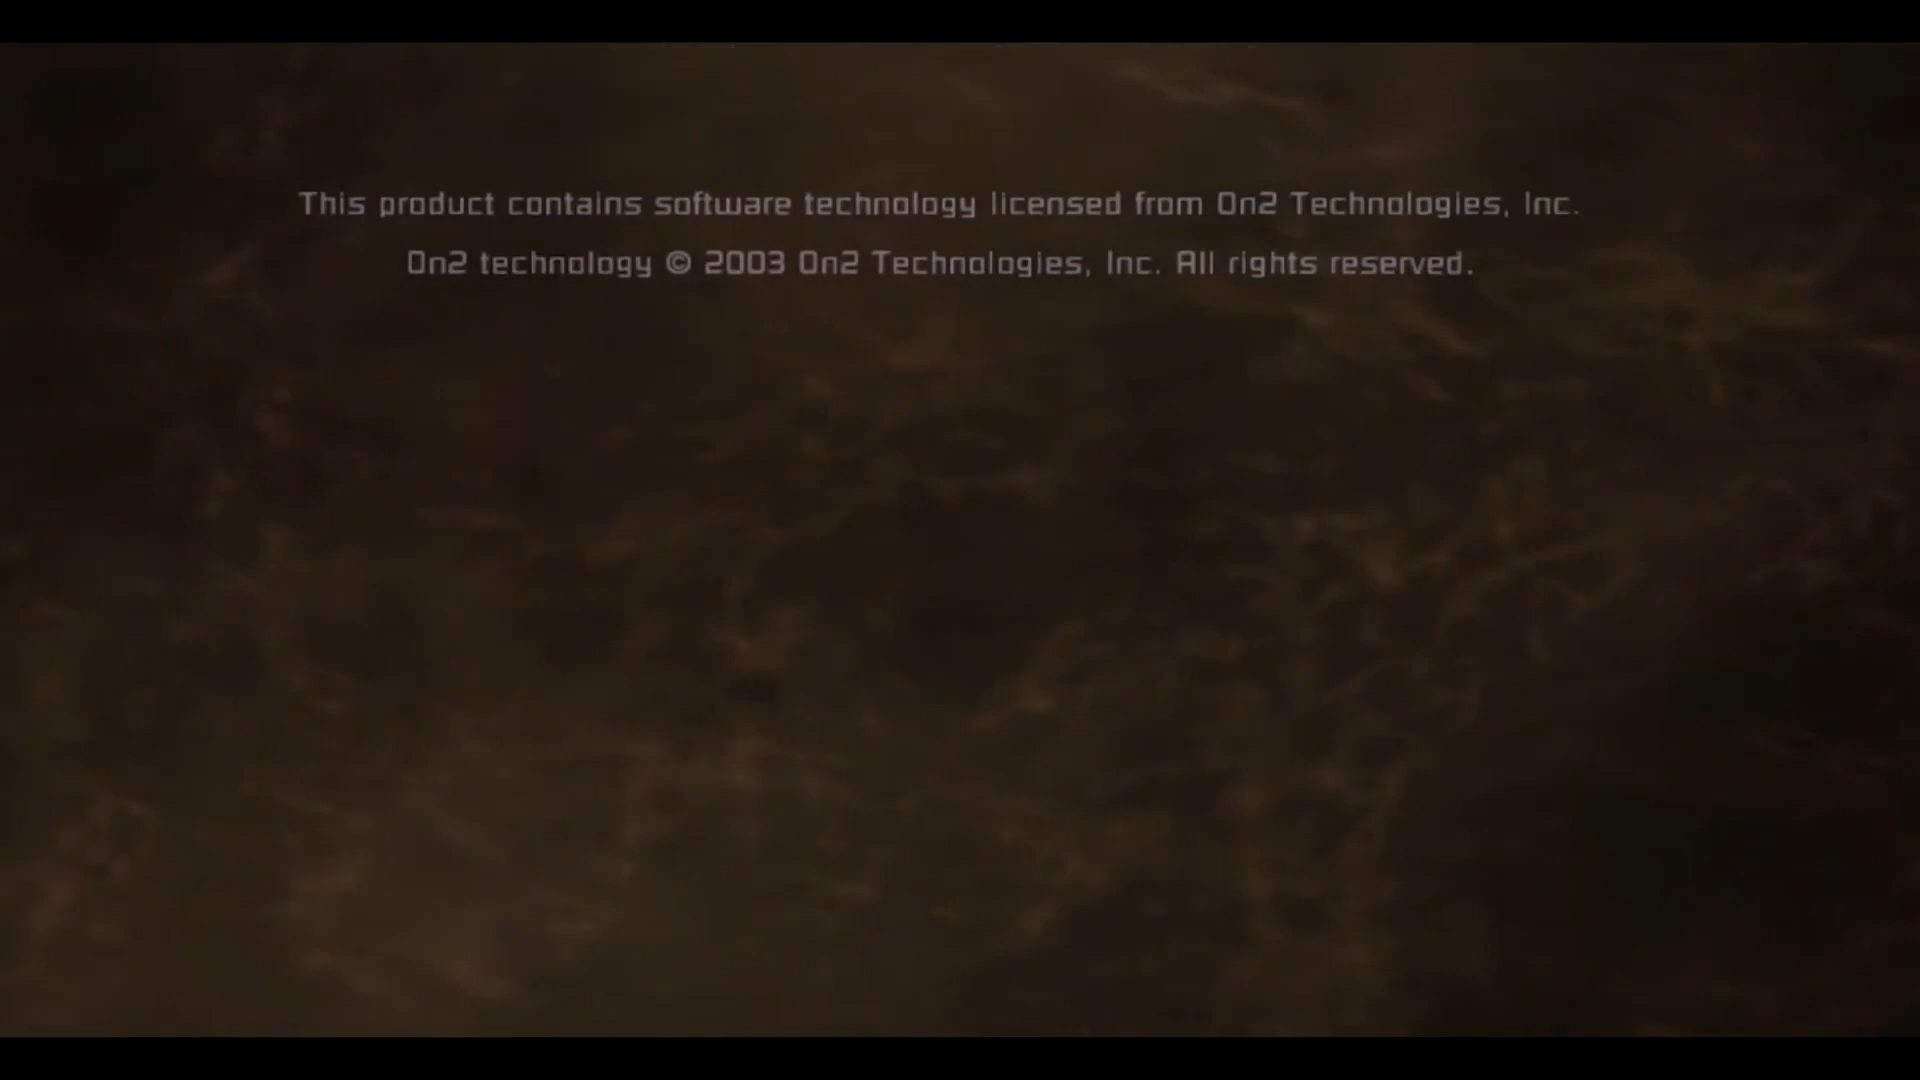 This product contains software technology licensed from On2 Technologies, Inc.
On2 technology © 2003 On2 Technologies, Inc. All rights reserved.